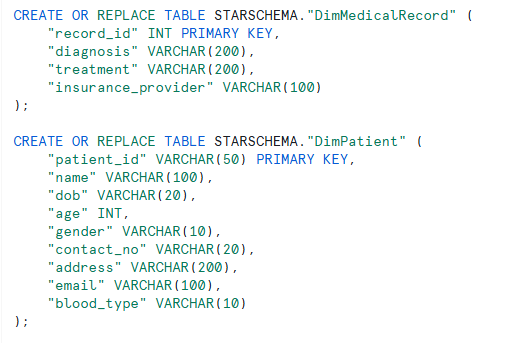 CREATE OR REPLACE TABLE STARSCHEMA."DimMedicalRecord" (
    "record_id" INT PRIMARY KEY,
    "diagnosis" VARCHAR(200),
    "treatment" VARCHAR(200),
    "insurance_provider" VARCHAR(100)
);

CREATE OR REPLACE TABLE STARSCHEMA."DimPatient" (
    "patient_id" VARCHAR(50) PRIMARY KEY,
    "name" VARCHAR(100),
    "dob" VARCHAR(20),
    "age" INT,
    "gender" VARCHAR(10),
    "contact_no" VARCHAR(20),
    "address" VARCHAR(200),
    "email" VARCHAR(100),
    "blood_type" VARCHAR(10)
);